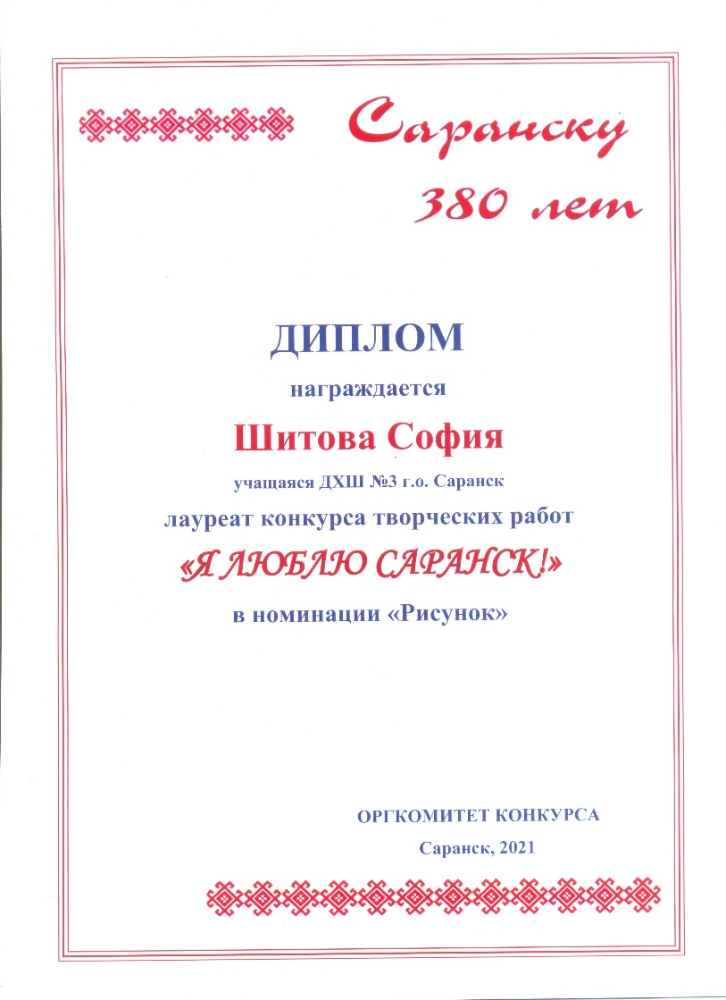 Саранску
380 лет
ДИПЛОМ
награждается
Шитова София
учащаяся ДХШ №3 г.о. Саранск
лауреат конкурса творческих работ
«Я ЛЮБЛЮ САРАНСК!»
в номинации «Рисунок»
ОРГКОМИТЕТ КОНКУРСА
Саранск, 2021